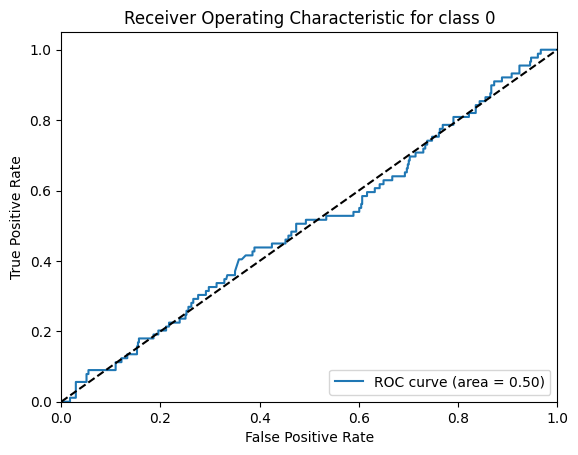 Receiver Operating Characteristic for class 0
True Positive Rate
1.0
0.8
0.6
0.4
0.2
0.0
ROC curve (area = 0.50)
0.0 0.2 0.4 0.6 0.8 1.0
False Positive Rate